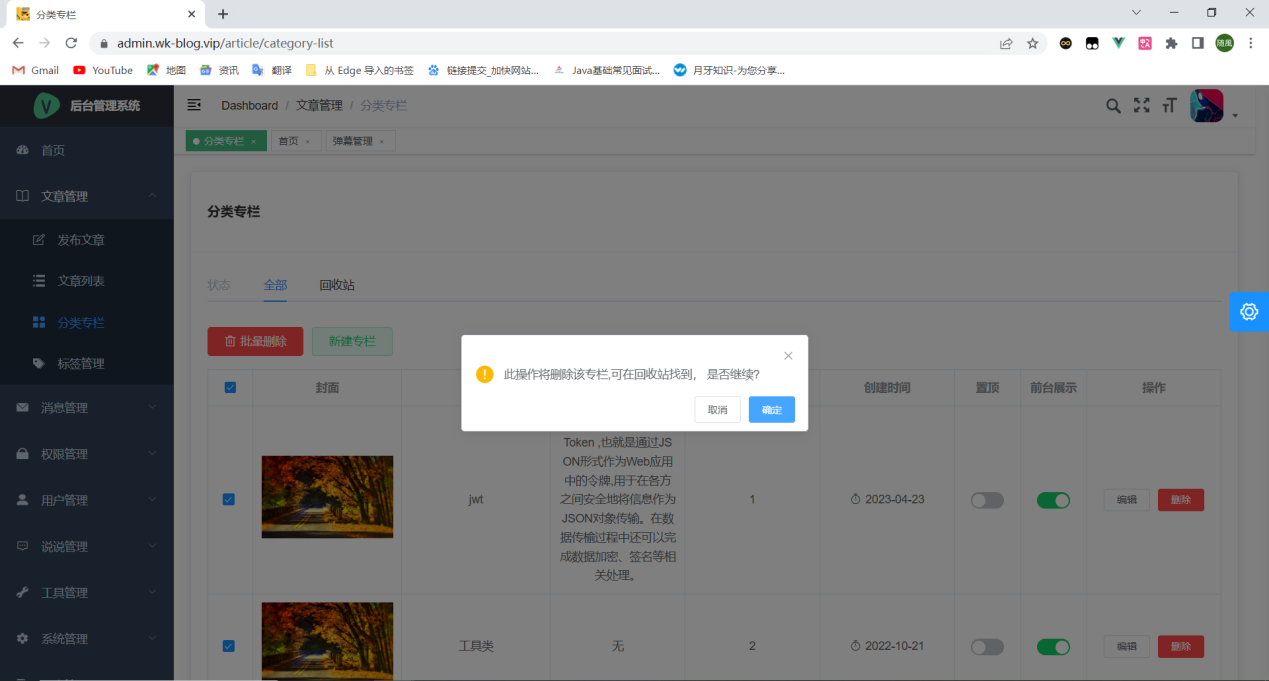 分类专栏
admin.wk-blog.vip/article/category-list
随風
Gmail
YouTube
地图
资讯
翻译
从 Edge 导入的书签
链接提交_加快网站...
Java基础常见面试...
月牙知识-为您分享...
后台管理系统
Dashboard / 文章管理 / 分类专栏
分类专栏 ×
首页 ×
弹幕管理 ×
首页
文章管理
发布文章
文章列表
分类专栏
标签管理
消息管理
权限管理
用户管理
说说管理
工具管理
系统管理
分类专栏
状态
全部
回收站
批量删除
新建专栏
此操作将删除该专栏,可在回收站找到， 是否继续?
取消
确定
封面
创建时间
置顶
前台展示
操作
jwt
Token ,也就是通过JS
ON形式作为Web应用
中的令牌,用于在各方
之间安全地将信息作为
JSON对象传输。在数
据传输过程中还可以完
成数据加密、签名等相
关处理。
1
2023-04-23
编辑
删除
工具类
无
2
2022-10-21
编辑
删除